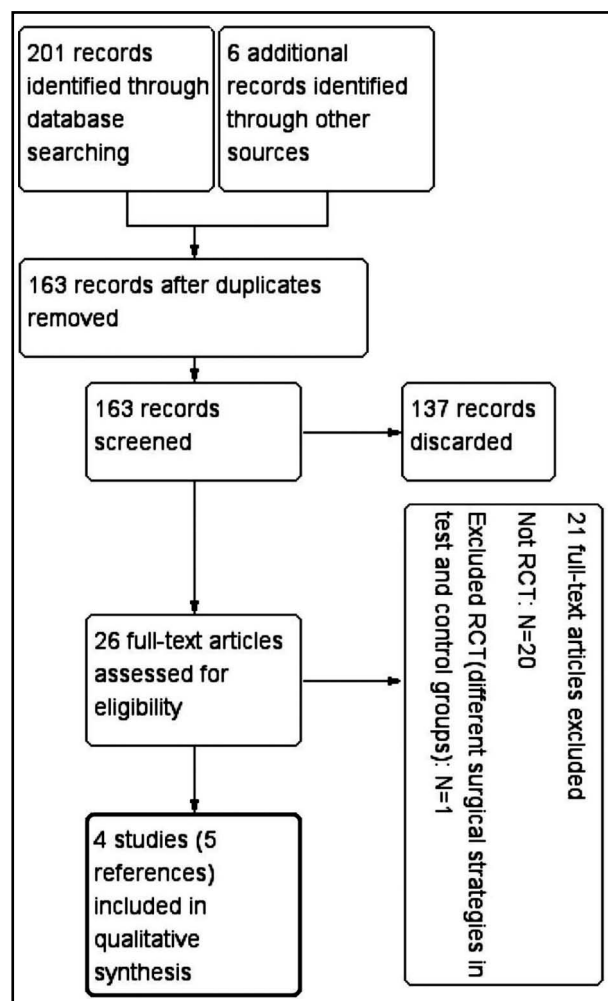 201 records
identified through
database
searching
6 additional
records identified
through other
sources
163 records after duplicates
removed
163 records
screened
137 records
discarded
26 full-text articles
assessed for
eligibility
21 full-text articles excluded
Not RCT: N=20
Excluded RCT(different surgical strategies in
test and control groups): N=1
4 studies (5
references)
included in
qualitative
synthesis